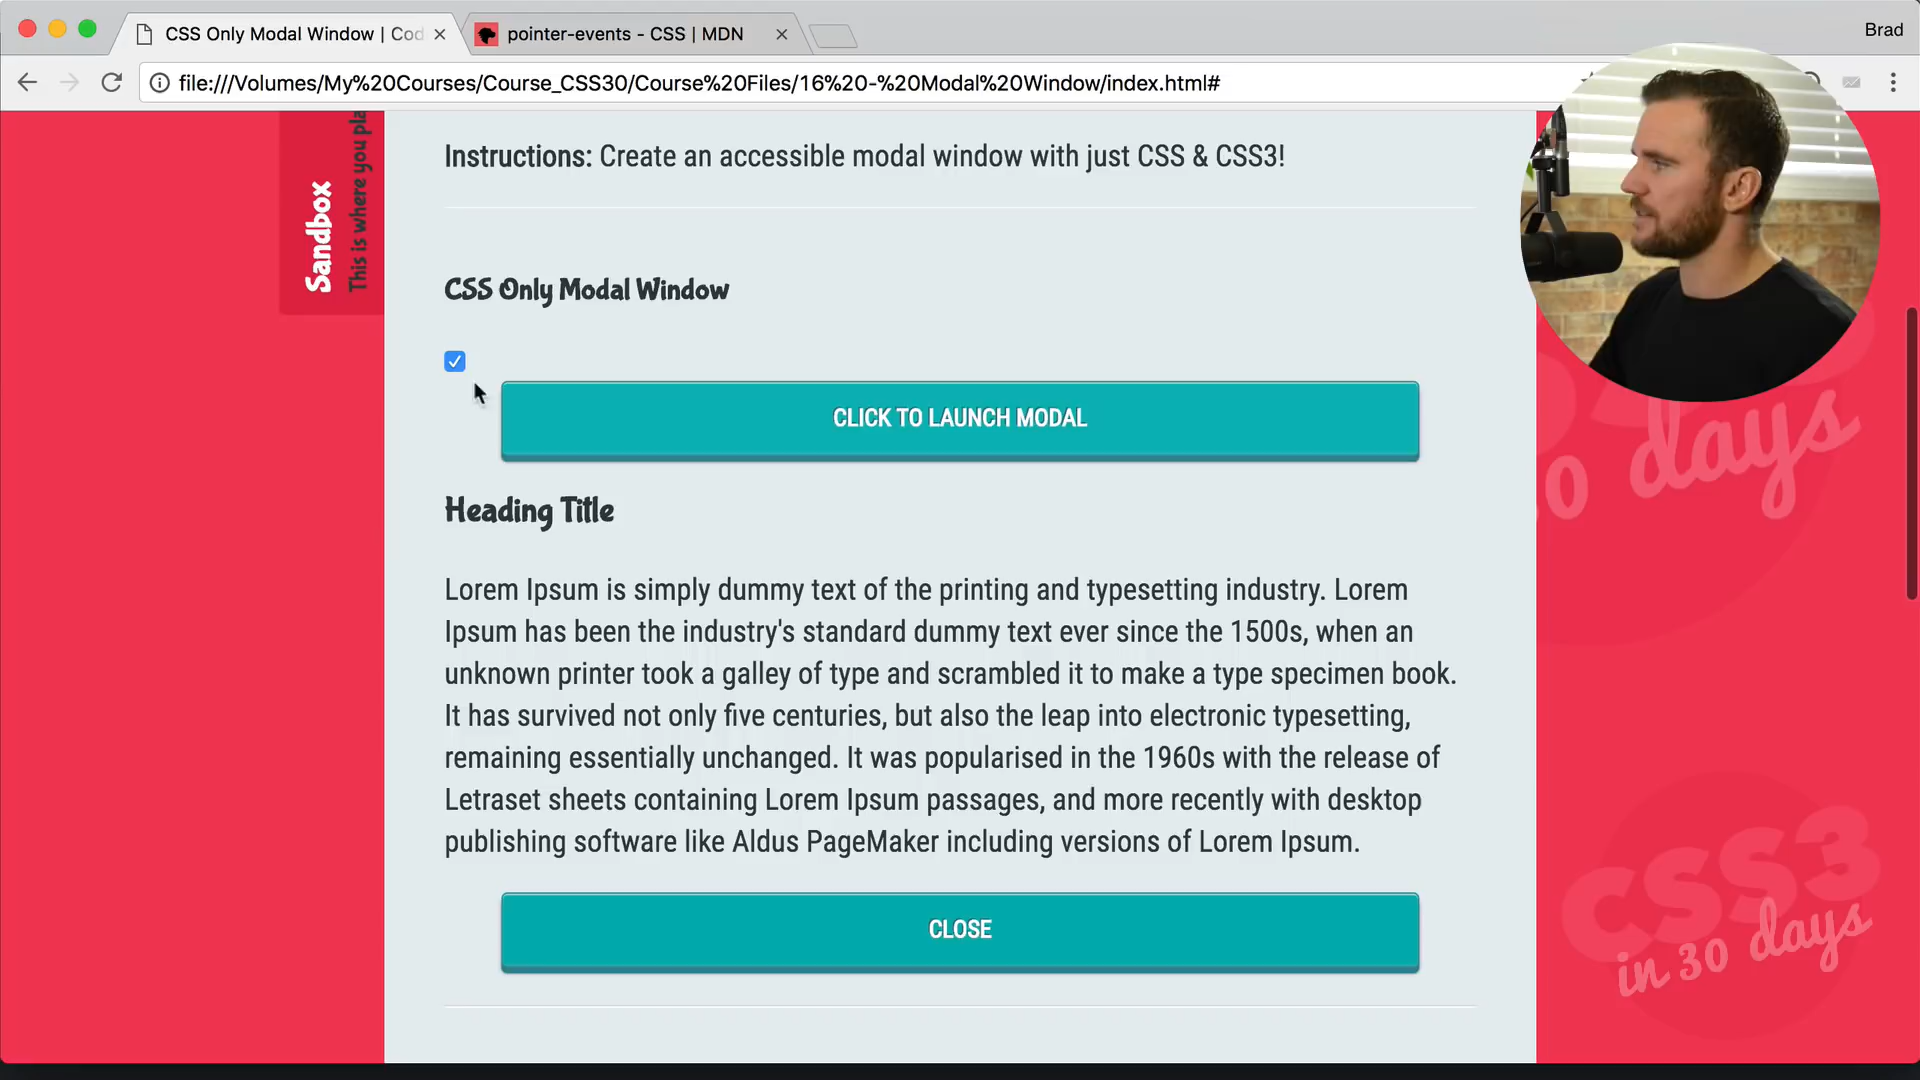 CSS Only Modal Window | Cod
pointer-events - CSS | MDN
Brad
file:///Volumes/My%20Courses/Course_CSS30/Course%20Files/16%20-%20Modal%20Window/index.html#
Sandbox
This is where you pla
Instructions: Create an accessible modal window with just CSS & CSS3!
CSS Only Modal Window
CLICK TO LAUNCH MODAL
Heading Title
Lorem Ipsum is simply dummy text of the printing and typesetting industry. Lorem
Ipsum has been the industry's standard dummy text ever since the 1500s, when an
unknown printer took a galley of type and scrambled it to make a type specimen book.
It has survived not only five centuries, but also the leap into electronic typesetting,
remaining essentially unchanged. It was popularised in the 1960s with the release of
Letraset sheets containing Lorem Ipsum passages, and more recently with desktop
publishing software like Aldus PageMaker including versions of Lorem Ipsum.
CLOSE
days
CSS3
in 30 days